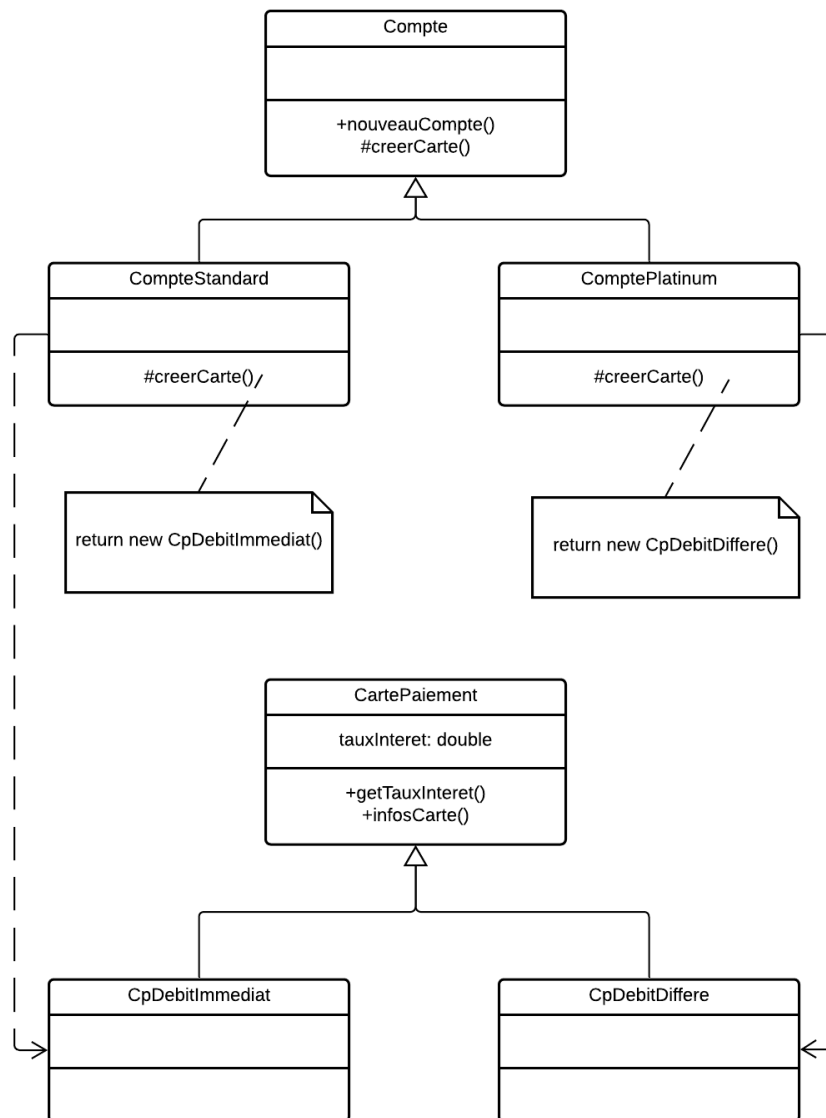 Compte
+nouveauCompte()
#creerCarte()
CompteStandard
#creerCarte()
ComptePlatinum
#creerCarte()
return new CpDebitImmediat()
return new CpDebitDiffere()
CartePaiement
tauxInteret: double
+getTauxInteret()
+infosCarte()
CpDebitImmediat
CpDebitDiffere